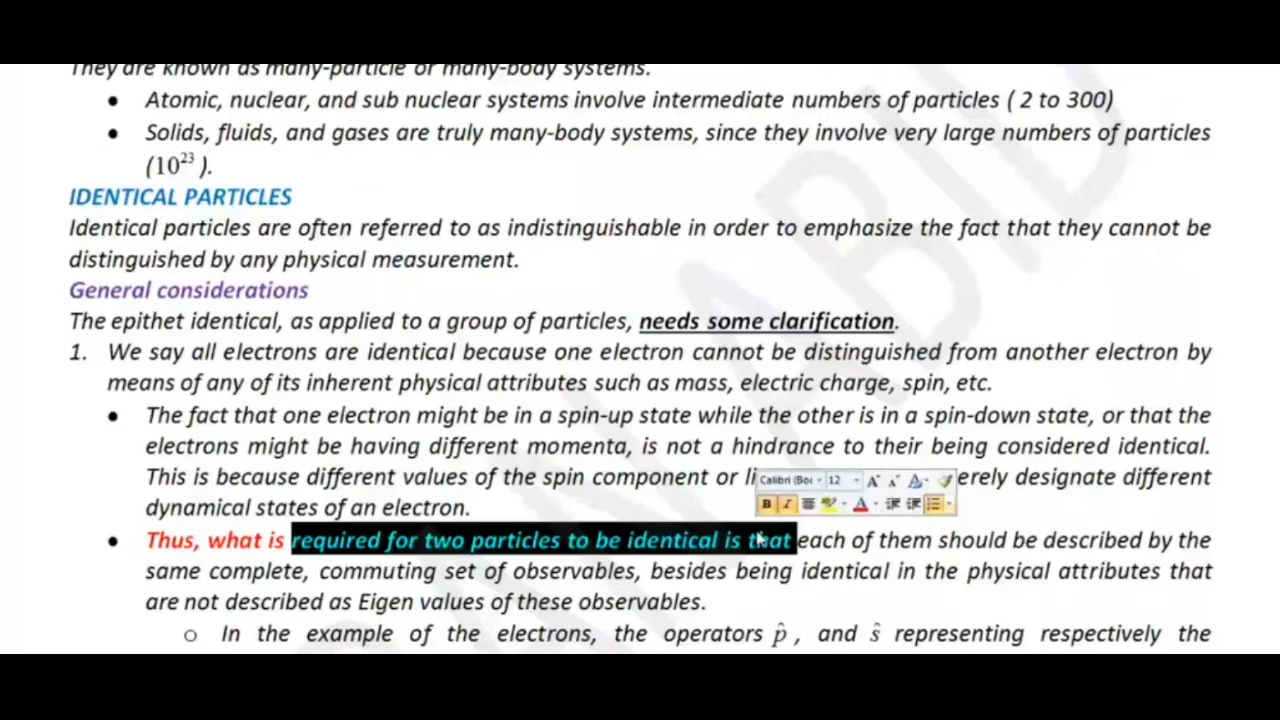 They are known as many-particle or many-body systems.
• Atomic, nuclear, and sub nuclear systems involve intermediate numbers of particles ( 2 to 300)
• Solids, fluids, and gases are truly many-body systems, since they involve very large numbers of particles
(10²³ ).
IDENTICAL PARTICLES
Identical particles are often referred to as indistinguishable in order to emphasize the fact that they cannot be
distinguished by any physical measurement.
General considerations
The epithet identical, as applied to a group of particles, needs some clarification.
1. We say all electrons are identical because one electron cannot be distinguished from another electron by
means of any of its inherent physical attributes such as mass, electric charge, spin, etc.
• The fact that one electron might be in a spin-up state while the other is in a spin-down state, or that the
electrons might be having different momenta, is not a hindrance to their being considered identical.
This is because different values of the spin component or li erely designate different
Calibri (Boc 12
dynamical states of an electron.
• Thus, what is required for two particles to be identical is that each of them should be described by the
same complete, commuting set of observables, besides being identical in the physical attributes that
are not described as Eigen values of these observables.
o In the example of the electrons, the operators p̂ , and ŝ representing respectively the